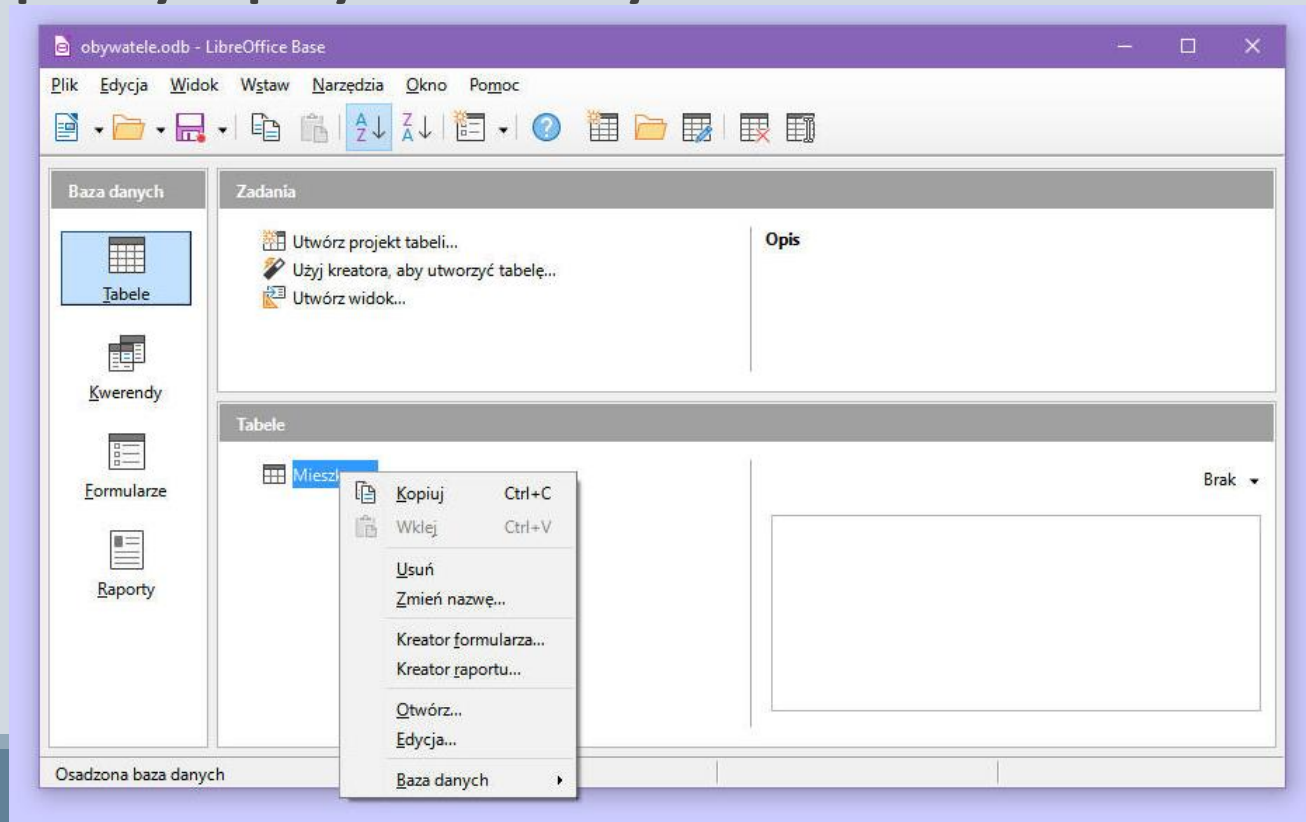 obywatele.odb - LibreOffice Base
Plik Edycja Widok Wstaw Narzędzia Okno Pomoc
Baza danych
Tabele
Kwerendy
Formularze
Raporty
Zadania
Utwórz projekt tabeli...
Użyj kreatora, aby utworzyć tabelę...
Utwórz widok...
Opis
Tabele
Kopiuj Ctrl+C
Wklej Ctrl+V
Usuń
Zmień nazwę...
Kreator formularza...
Kreator raportu...
Otwórz...
Edycja...
Baza danych
Brak
Osadzona baza danych